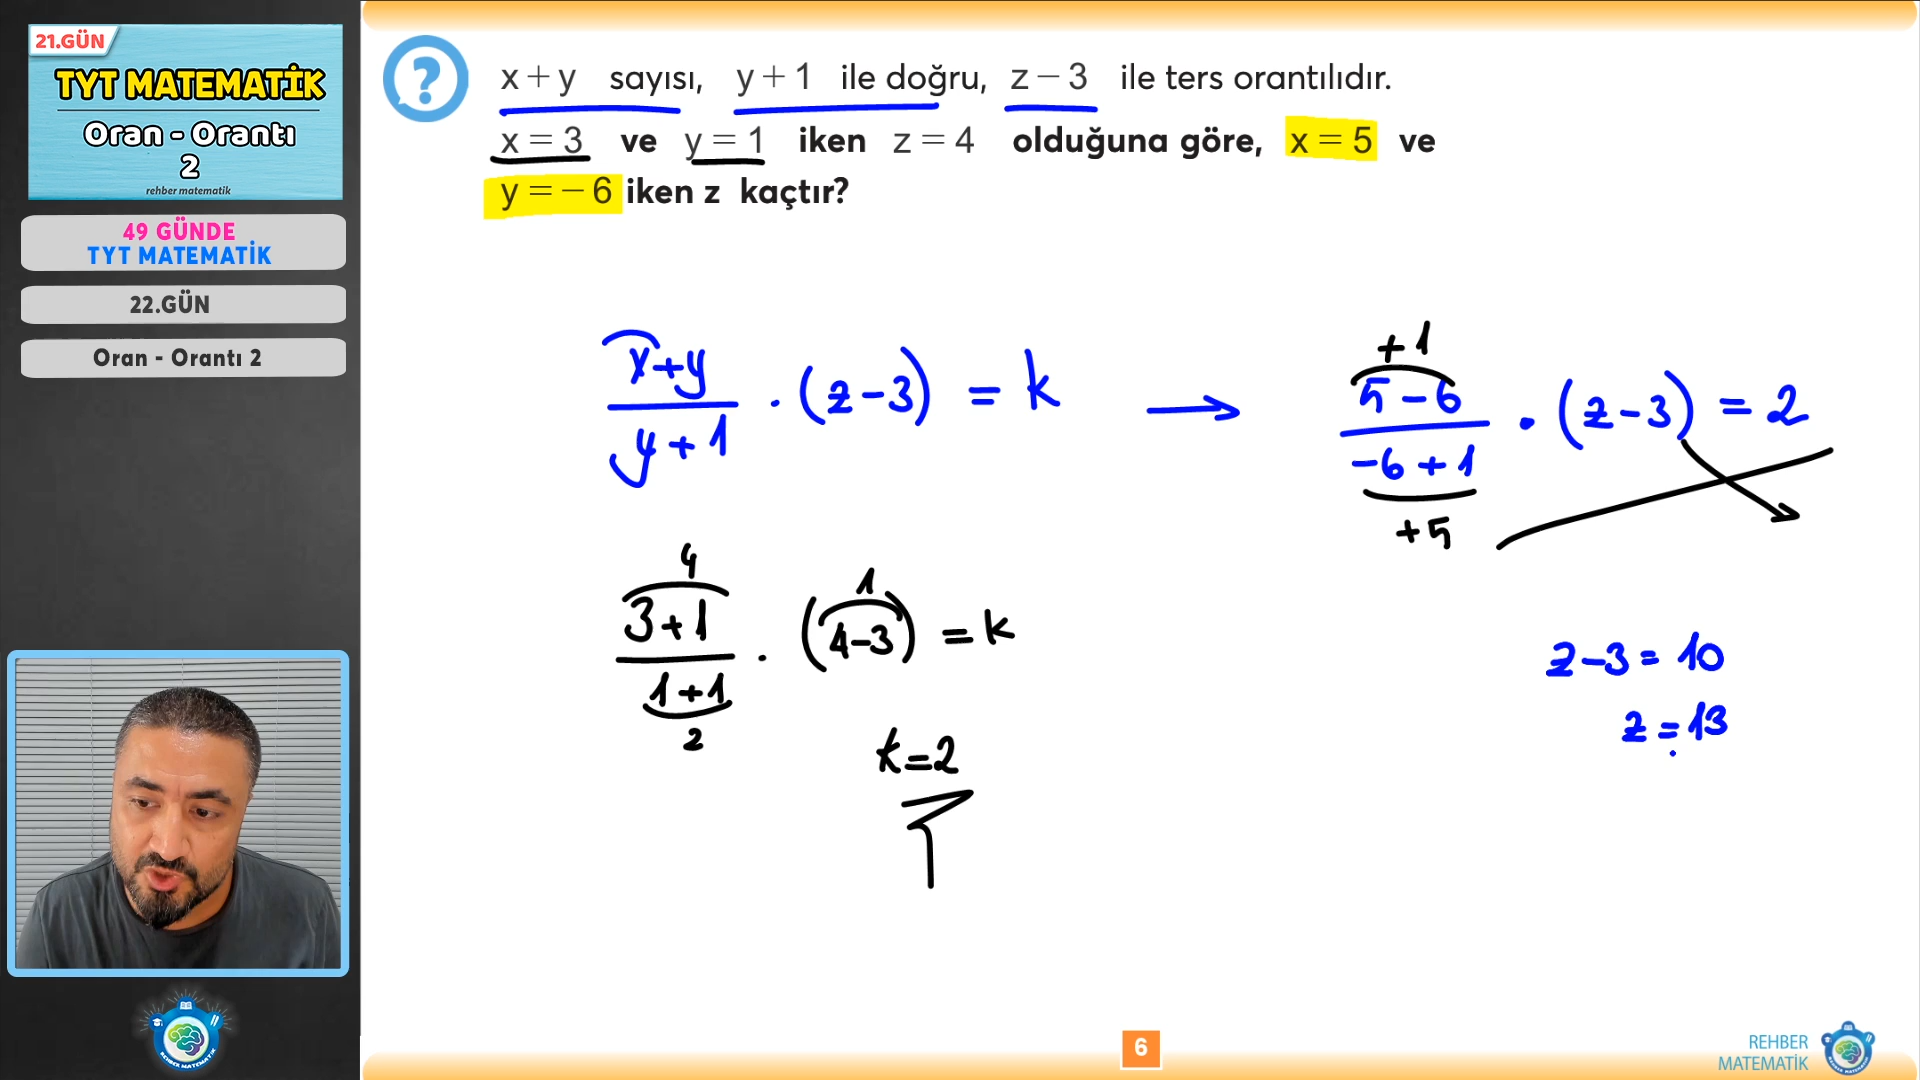 21.GÜN
TYT MATEMATİK
Oran - Orantı
2
rehber matematik
49 GÜNDE
TYT MATEMATİK
22.GÜN
Oran - Orantı 2
x + y sayısı, y + 1 ile doğru, z − 3 ile ters orantılıdır.
x = 3 ve y = 1 iken z = 4 olduğuna göre, x = 5 ve
y = − 6 iken z kaçtır?
x+y
y+1
. (z−3) = k
+1
5−6
−6+1
+5
. (z−3) = 2
4
3+1
1+1
2
1
. (4−3) = k
k=2
z−3= 10
z=13
6
REHBER
MATEMATİK
REHBER MATEMATİK